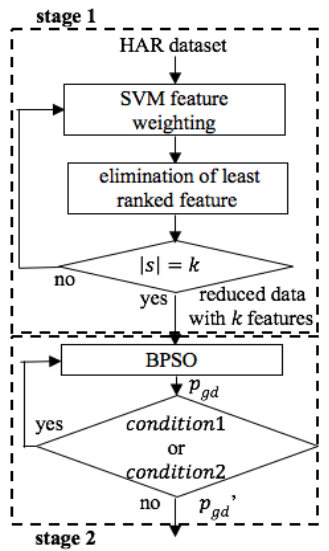 stage 1
HAR dataset
SVM feature
weighting
elimination of least
ranked feature
|s| = k
no
yes
reduced data
with k features
BPSO
p_gd
yes
condition1
or
condition2
no
p_gd'
stage 2